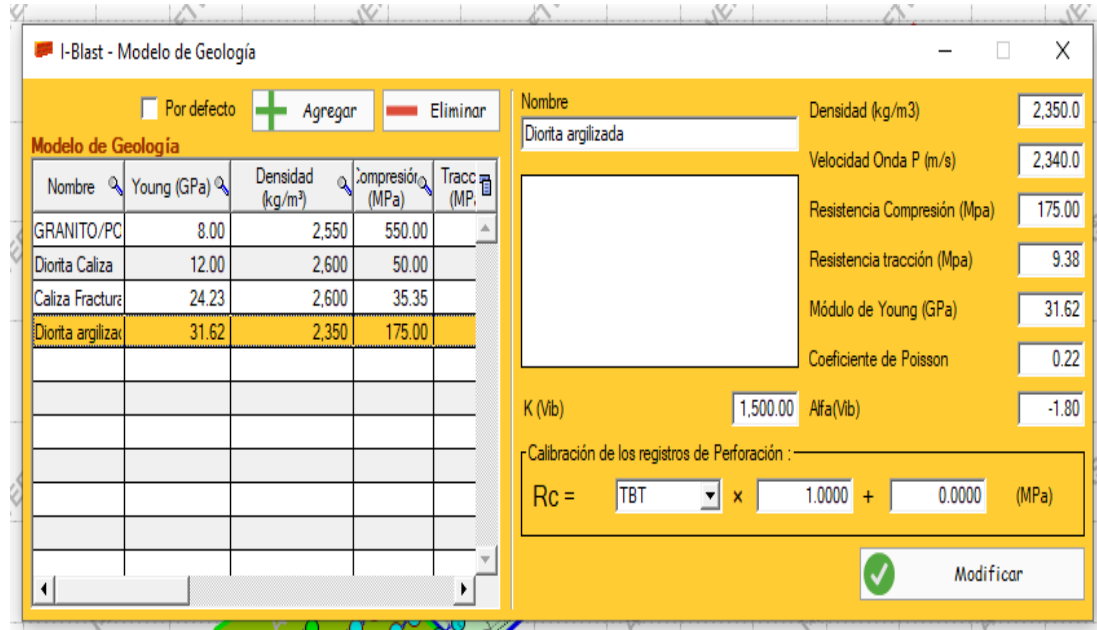 I-Blast - Modelo de Geología
Por defecto
Agregar
Eliminar
Modelo de Geología
Nombre Young (GPa) Densidad (kg/m³) Compresión (MPa) Tracc (MP
GRANITO/PO 8.00 2,550 550.00
Diorita Caliza 12.00 2,600 50.00
Caliza Fractura 24.23 2,600 35.35
Diorita argilizad 31.62 2,350 175.00
Nombre
Diorita argilizada
Densidad (kg/m3) 2,350.0
Velocidad Onda P (m/s) 2,340.0
Resistencia Compresión (Mpa) 175.00
Resistencia tracción (Mpa) 9.38
Módulo de Young (GPa) 31.62
Coeficiente de Poisson 0.22
K (Vib) 1,500.00 Alfa(Vib) -1.80
Calibración de los registros de Perforación :
Rc = TBT × 1.0000 + 0.0000 (MPa)
Modificar